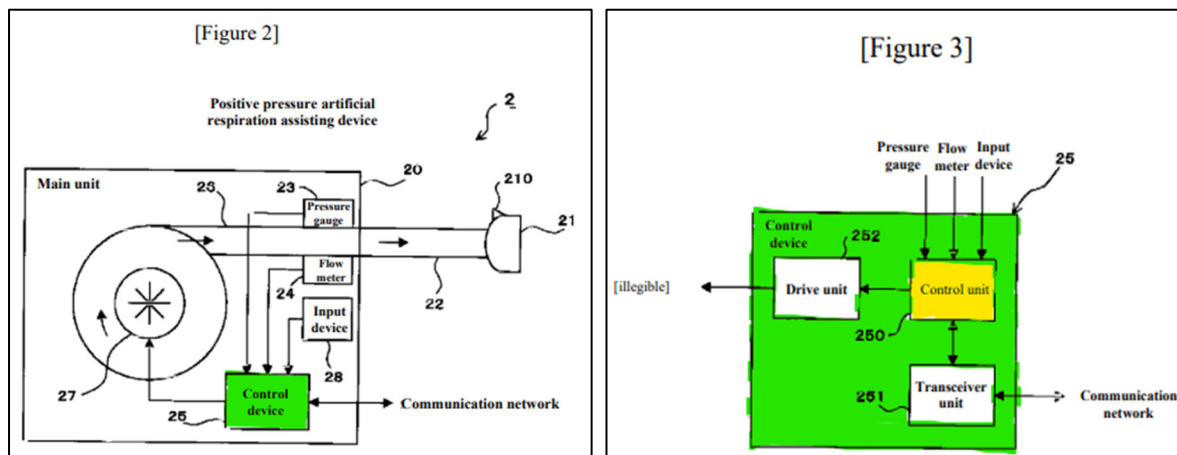 [Figure 2]
Positive pressure artificial
respiration assisting device
2
Main unit
20
26
23
210
Pressure
gauge
21
Flow
meter
24
22
Input
device
28
27
Control
device
25
Communication network
[Figure 3]
Pressure
gauge
Flow
meter
Input
device
25
Control
device
252
[illegible]
Drive unit
Control unit
250
Transceiver
unit
251
Communication
network